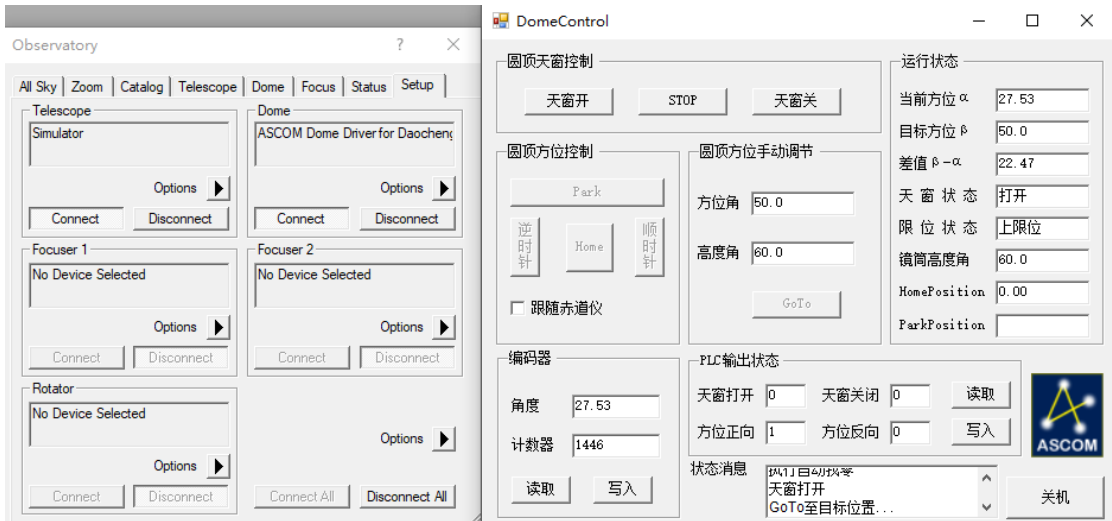 Observatory
All Sky Zoom Catalog Telescope Dome Focus Status Setup
Telescope
Simulator
Options
Connect Disconnect
Dome
ASCOM Dome Driver for Daocheng
Options
Connect Disconnect
Focuser 1
No Device Selected
Options
Connect Disconnect
Focuser 2
No Device Selected
Options
Connect Disconnect
Rotator
No Device Selected
Options
Connect Disconnect
Options
Connect All Disconnect All
DomeControl
圆顶天窗控制
天窗开 STOP 天窗关
圆顶方位控制
Park
逆时针 Home 顺时针
跟随赤道仪
圆顶方位手动调节
方位角 50.0
高度角 60.0
GoTo
运行状态
当前方位α 27.53
目标方位β 50.0
差值β-α 22.47
天窗状态 打开
限位状态 上限位
镜筒高度角 60.0
HomePosition 0.00
ParkPosition
编码器
角度 27.53
计数器 1446
读取 写入
PLC输出状态
天窗打开 0 天窗关闭 0 读取
方位正向 1 方位反向 0 写入
ASCOM
状态消息
执行自动找零
天窗打开
GoTo至目标位置...
关机